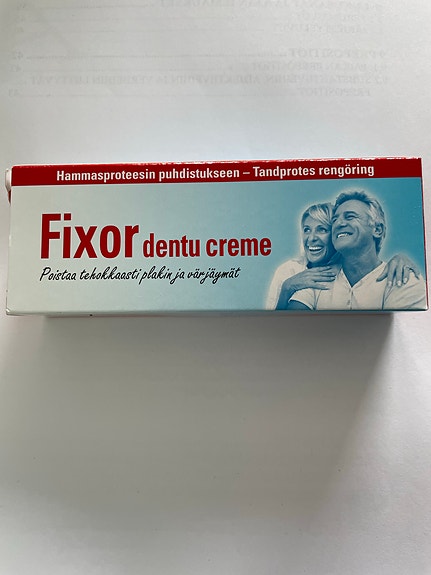 Hammasproteesin puhdistukseen – Tandprotes rengöring
Fixor dentu creme
Poistaa tehokkaasti plakin ja värjäymät